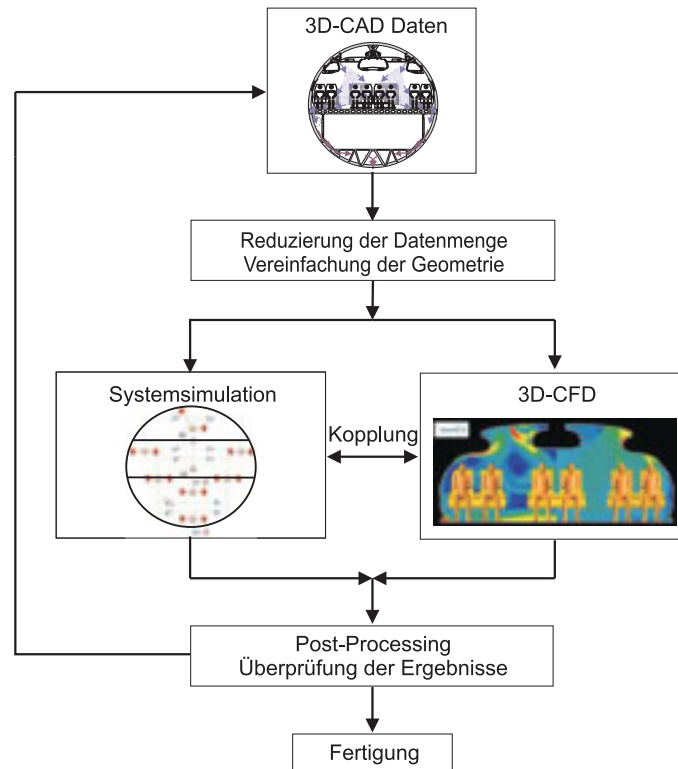 3D-CAD Daten
Reduzierung der Datenmenge
Vereinfachung der Geometrie
Systemsimulation
Kopplung
3D-CFD
Post-Processing
Überprüfung der Ergebnisse
Fertigung